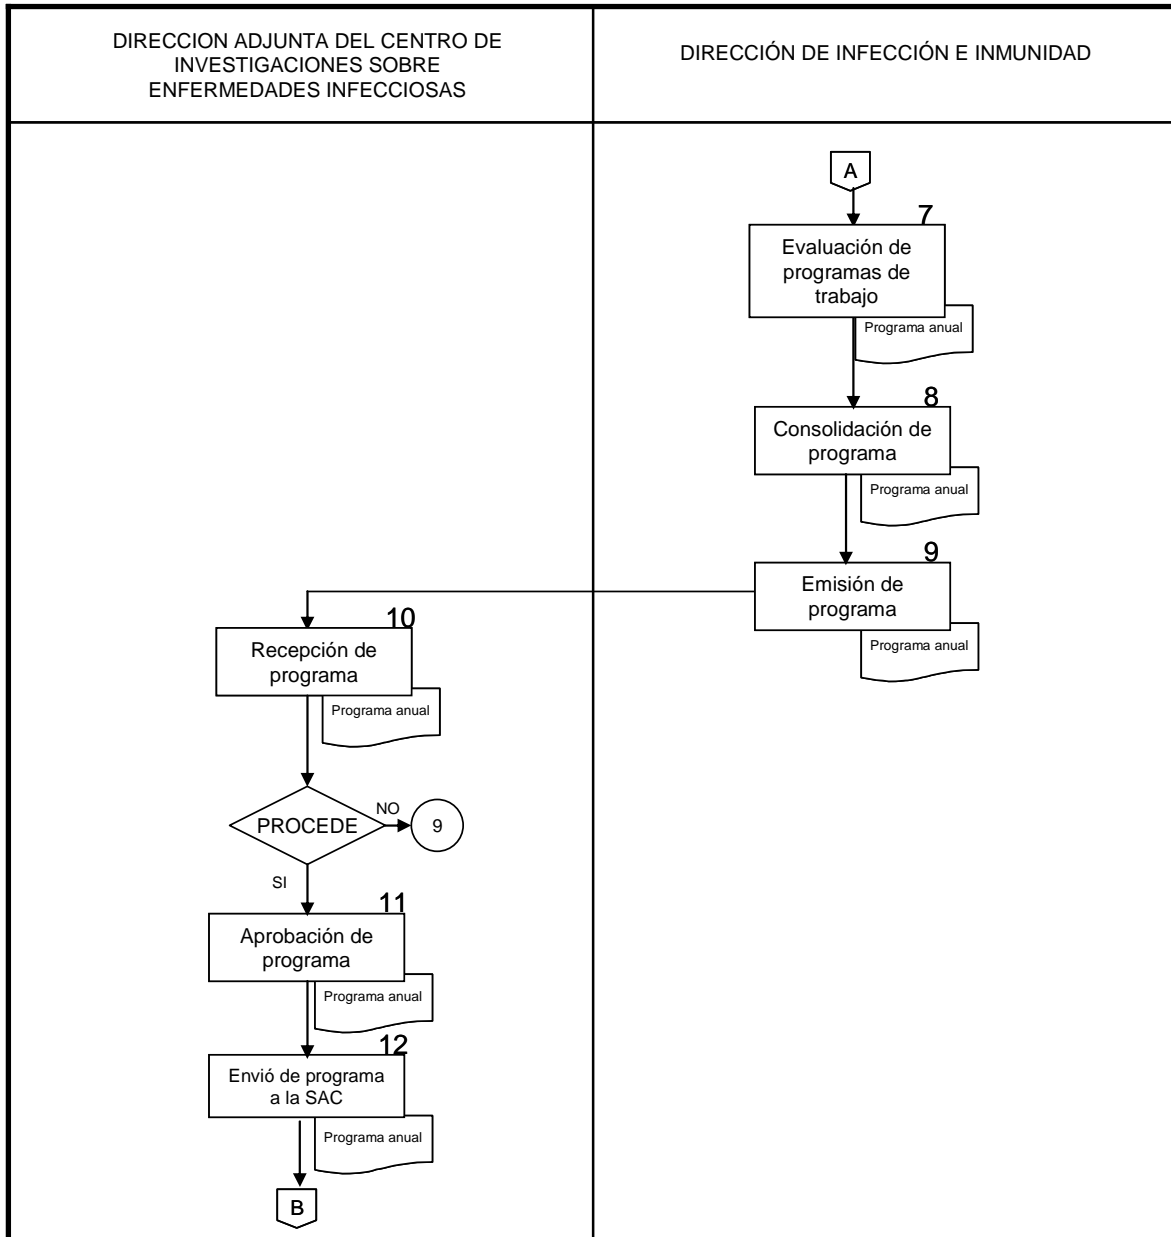 DIRECCION ADJUNTA DEL CENTRO DE
INVESTIGACIONES SOBRE
ENFERMEDADES INFECCIOSAS
DIRECCIÓN DE INFECCIÓN E INMUNIDAD
A
7
Evaluación de
programas de
trabajo
Programa anual
8
Consolidación de
programa
Programa anual
9
Emisión de
programa
Programa anual
10
Recepción de
programa
Programa anual
PROCEDE
NO
9
SI
11
Aprobación de
programa
Programa anual
12
Envió de programa
a la SAC
Programa anual
B